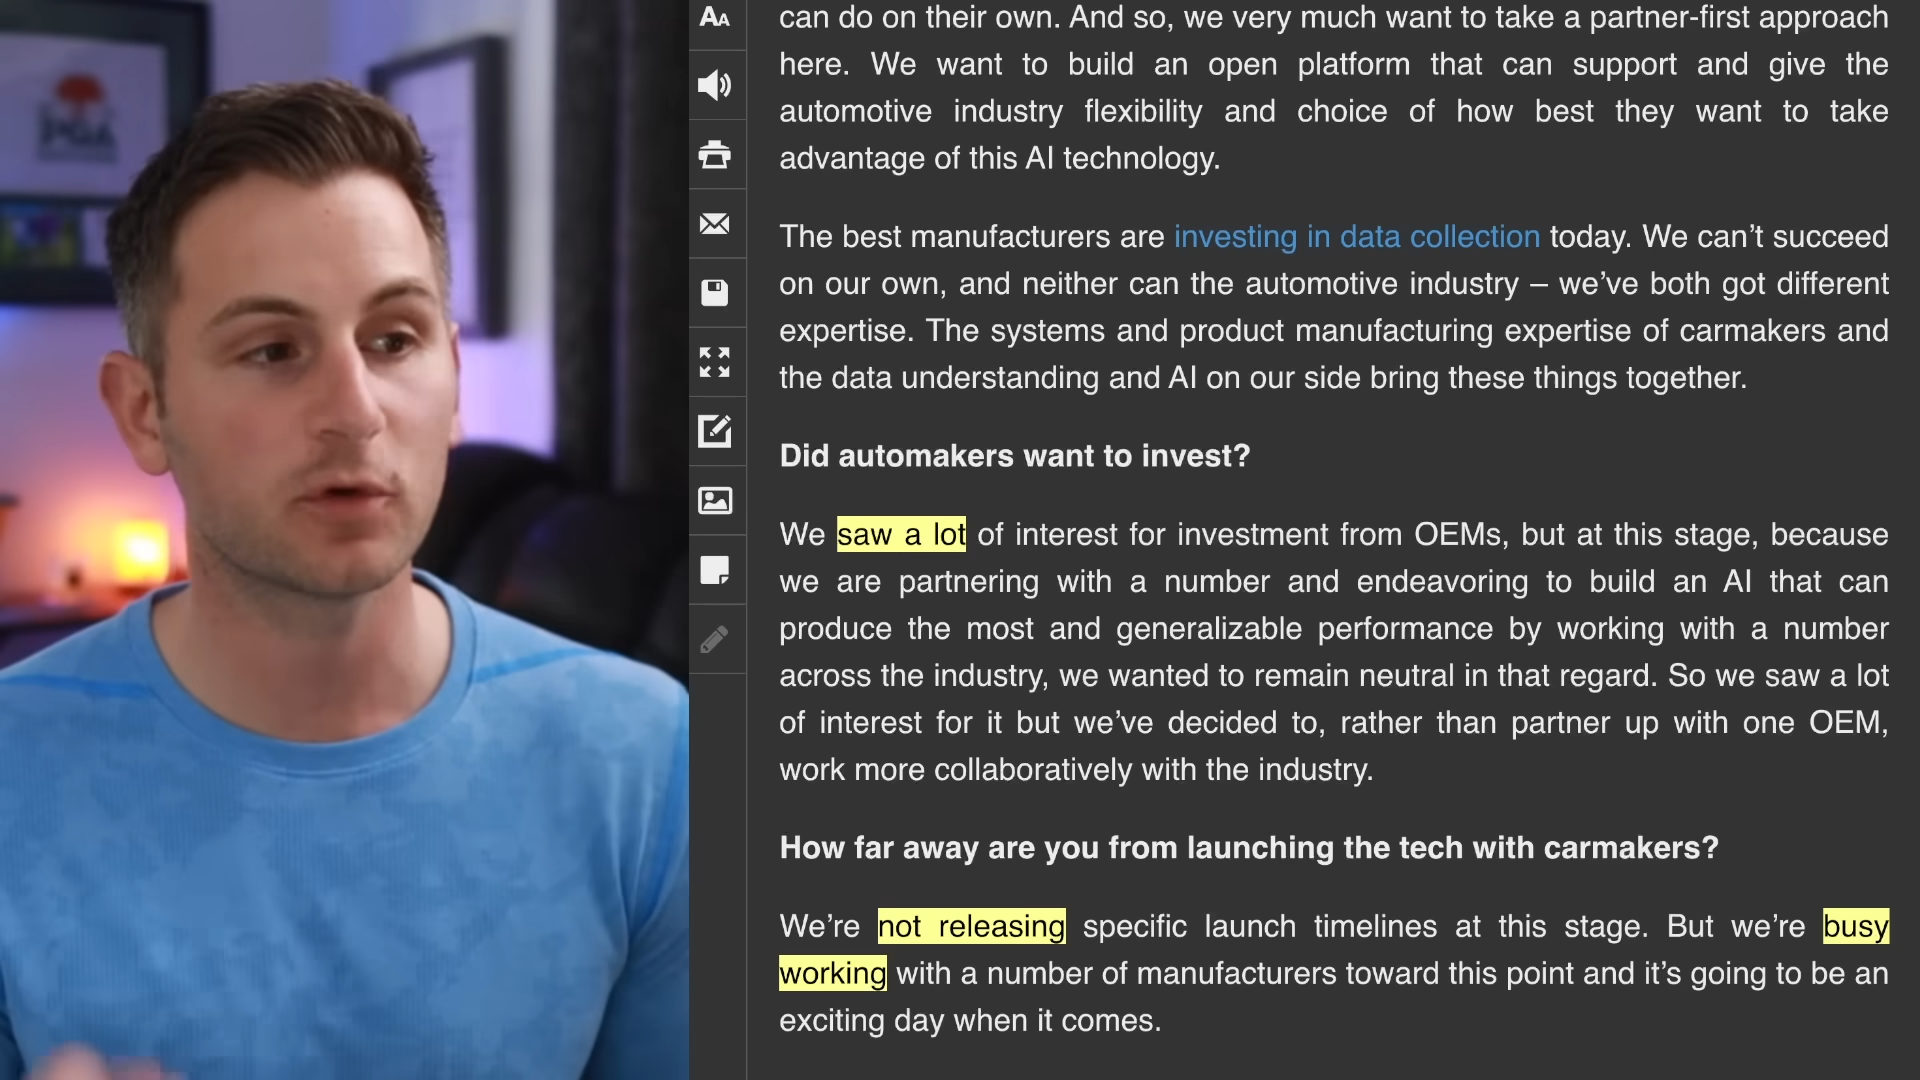 PGA
AA
can do on their own. And so, we very much want to take a partner-first approach
here. We want to build an open platform that can support and give the
automotive industry flexibility and choice of how best they want to take
advantage of this AI technology.
The best manufacturers are investing in data collection today. We can’t succeed
on our own, and neither can the automotive industry – we’ve both got different
expertise. The systems and product manufacturing expertise of carmakers and
the data understanding and AI on our side bring these things together.
Did automakers want to invest?
We saw a lot of interest for investment from OEMs, but at this stage, because
we are partnering with a number and endeavoring to build an AI that can
produce the most and generalizable performance by working with a number
across the industry, we wanted to remain neutral in that regard. So we saw a lot
of interest for it but we’ve decided to, rather than partner up with one OEM,
work more collaboratively with the industry.
How far away are you from launching the tech with carmakers?
We’re not releasing specific launch timelines at this stage. But we’re busy
working with a number of manufacturers toward this point and it’s going to be an
exciting day when it comes.